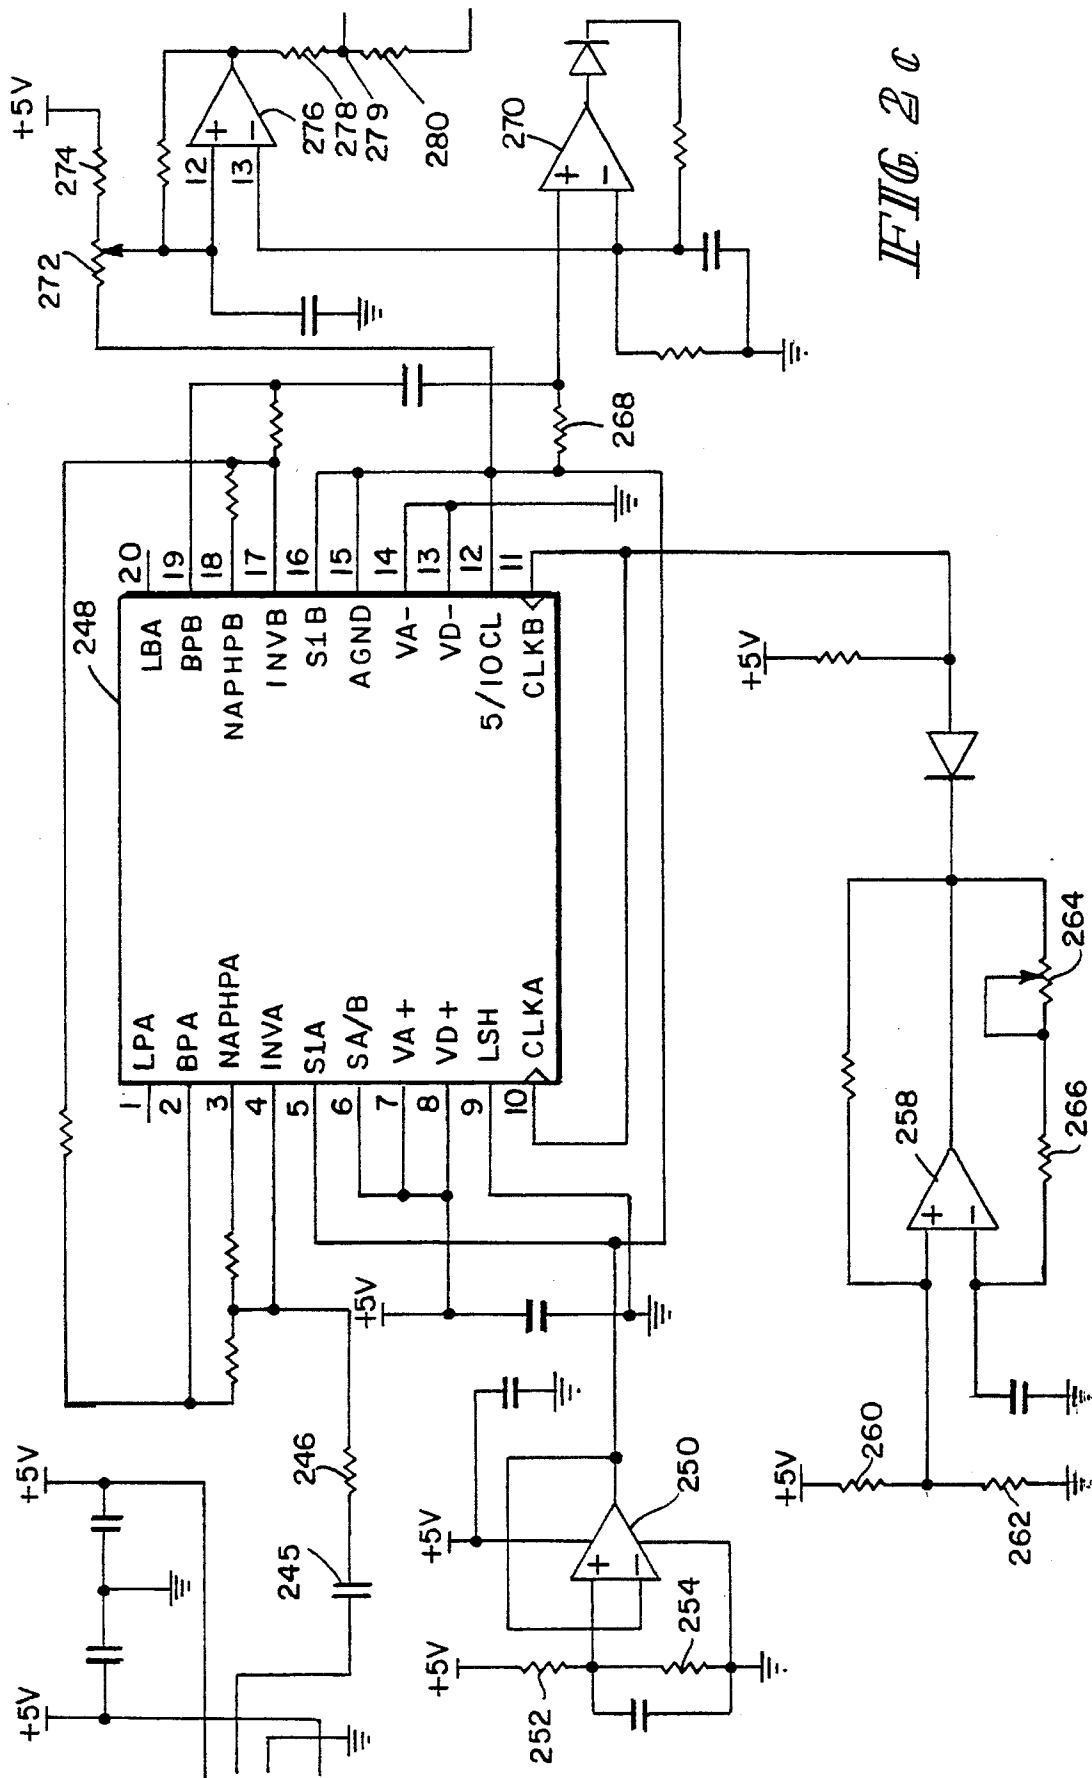 +5V
274
272
12
13
276
278
279
280
270
FIG. 2c
268
248
LPA
BPA
NAPHPA
INVA
S1A
SA/B
VA+
VD+
LSH
CLKA
1
2
3
4
5
6
7
8
9
10
LBA
BPB
NAPHPB
INVB
S1B
AGND
VA-
VD-
5/10CL
CLKB
20
19
18
17
16
15
14
13
12
11
+5V
+5V
245
246
+5V
+5V
250
+5V
252
254
+5V
260
262
258
264
266
+5V
+
-
+
-
+
-
+
-